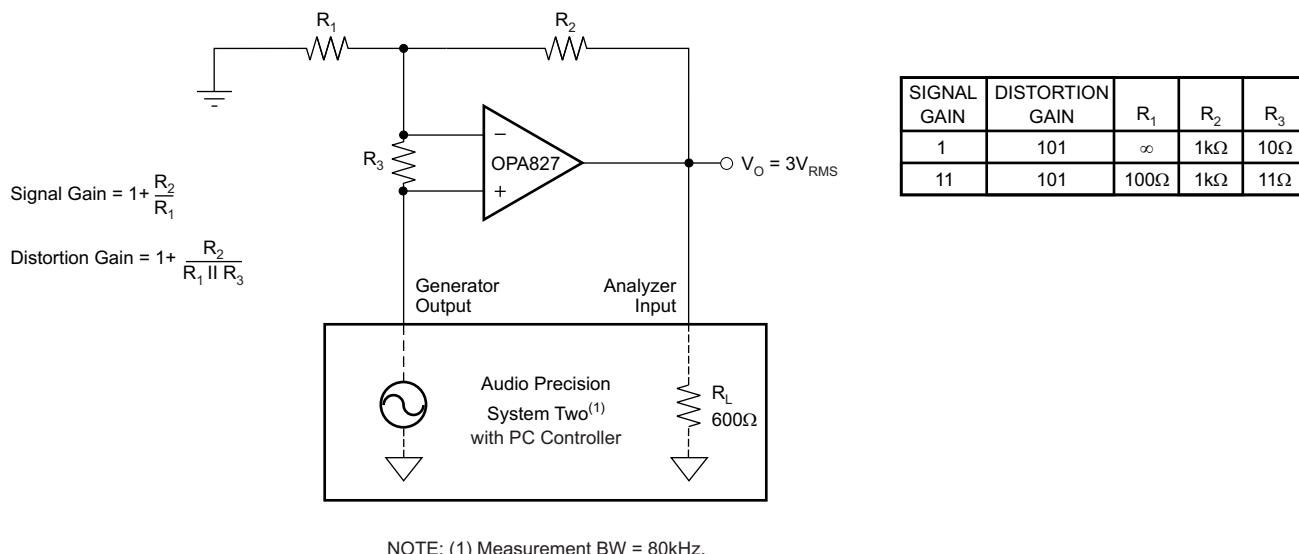 R1
R2
R3
−
OPA827
+
VO = 3VRMS
Signal Gain = 1+ R2
R1
Distortion Gain = 1+ R2
R1 II R3
Generator
Output
Analyzer
Input
Audio Precision
System Two(1)
with PC Controller
RL
600Ω
SIGNAL GAIN DISTORTION GAIN R1 R2 R3
1 101 ∞ 1kΩ 10Ω
11 101 100Ω 1kΩ 11Ω
NOTE: (1) Measurement BW = 80kHz.